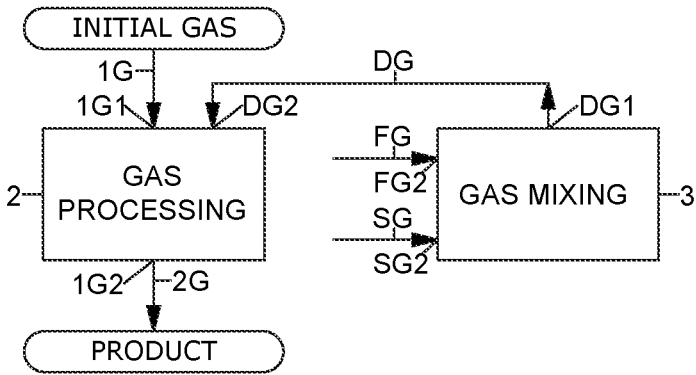 INITIAL GAS
1G
DG
1G1
DG2
DG1
FG
FG2
GAS
PROCESSING
2
GAS MIXING
3
SG
SG2
1G2
2G
PRODUCT